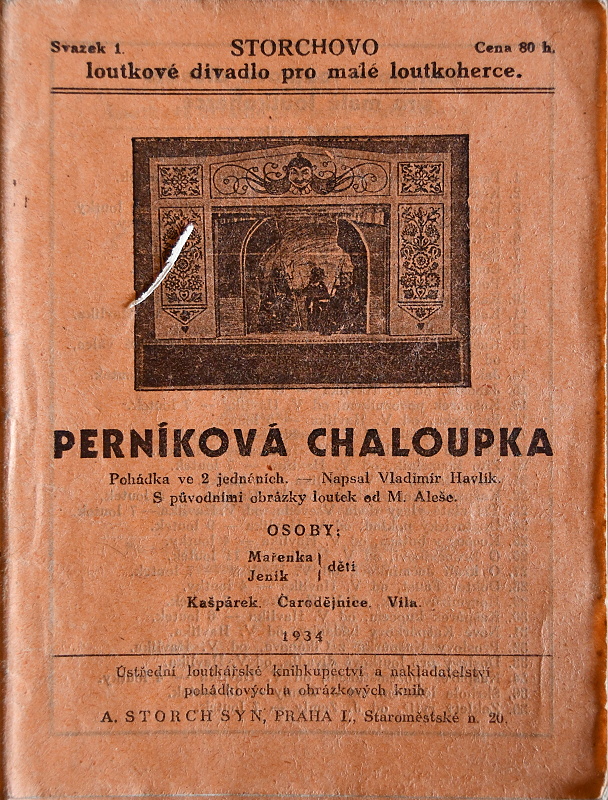 Svazek 1. STORCHOVO Cena 80 h.
loutkové divadlo pro malé loutkoherce.
PERNÍKOVÁ CHALOUPKA
Pohádka ve 2 jednáních. — Napsal Vladimír Havlík.
S původními obrázky loutek od M. Aleše.
OSOBY:
Mařenka
Jeník } děti
Kašpárek. Čarodějnice. Víla.
1934
Ústřední loutkářské knihkupectví a nakladatelství
pohádkových a obrázkových knih
A. STORCH SYN, PRAHA I., Staroměstské n. 20.